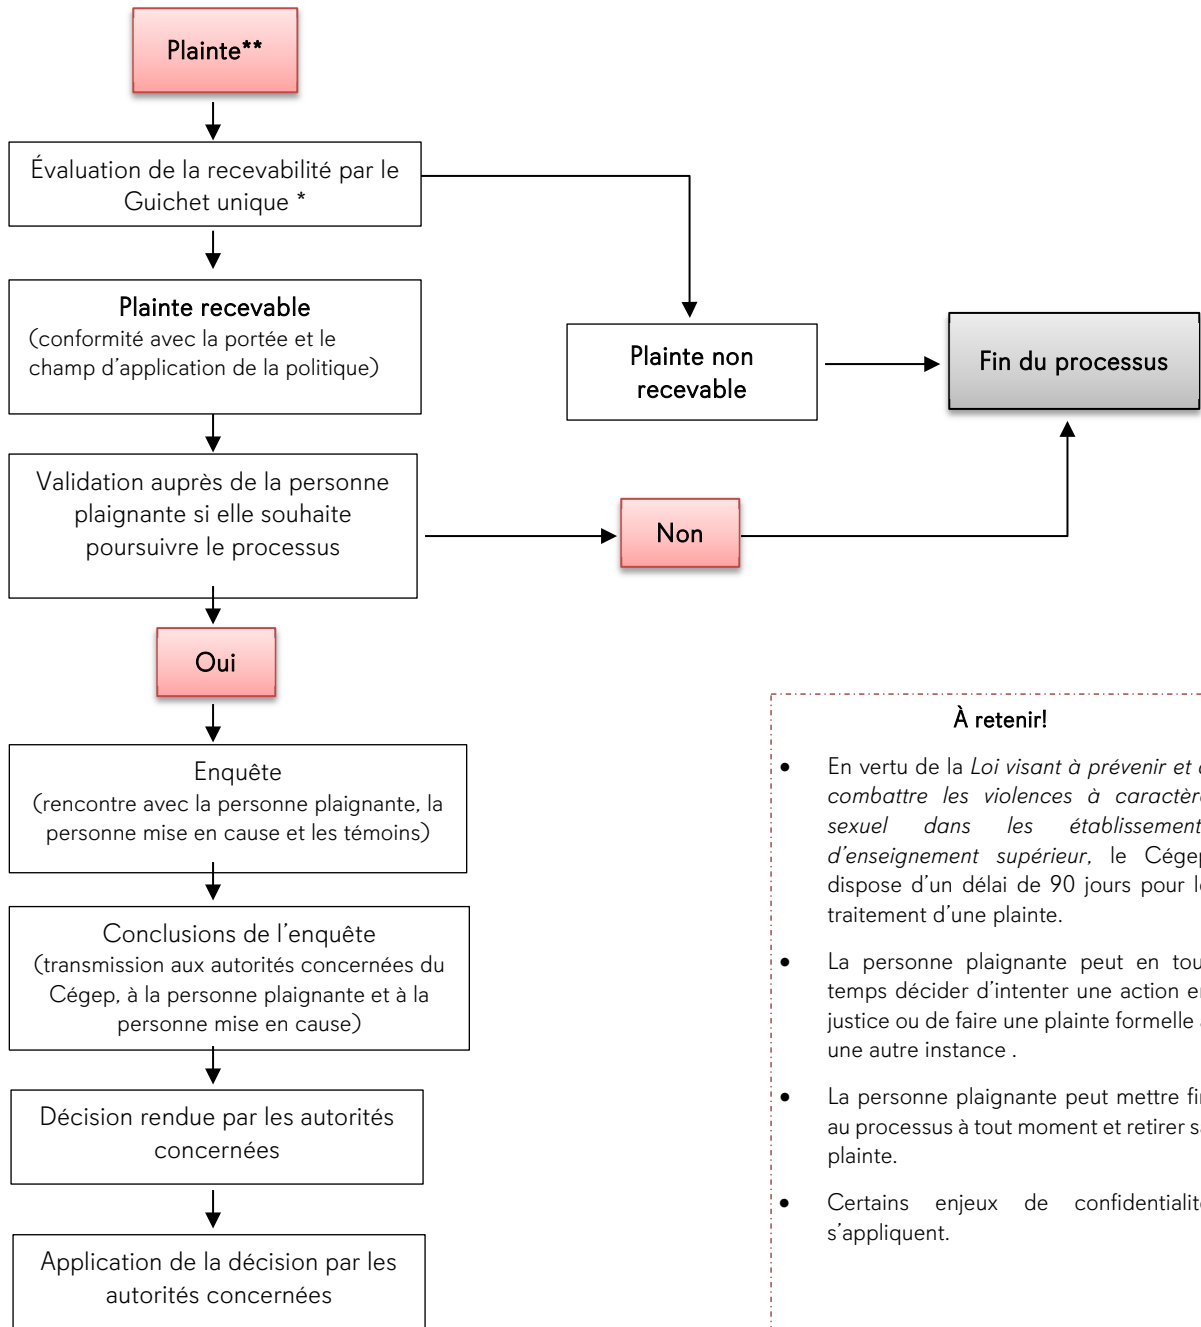 Plainte**
Évaluation de la recevabilité par le
Guichet unique *
Plainte recevable
(conformité avec la portée et le
champ d'application de la politique)
Plainte non
recevable
Fin du processus
Validation auprès de la personne
plaignante si elle souhaite
poursuivre le processus
Non
Oui
Enquête
(rencontre avec la personne plaignante, la
personne mise en cause et les témoins)
Conclusions de l'enquête
(transmission aux autorités concernées du
Cégep, à la personne plaignante et à la
personne mise en cause)
Décision rendue par les autorités
concernées
Application de la décision par les
autorités concernées
À retenir!
• En vertu de la Loi visant à prévenir et
combattre les violences à
sexuel dans les
d'enseignement supérieur, le
dispose d'un délai de 90 jours pour
traitement d'une plainte.
• La personne plaignante peut en
temps décider d'intenter une action
justice ou de faire une plainte formelle
une autre instance .
• La personne plaignante peut mettre
au processus à tout moment et retirer
plainte.
• Certains enjeux de
s'appliquent.